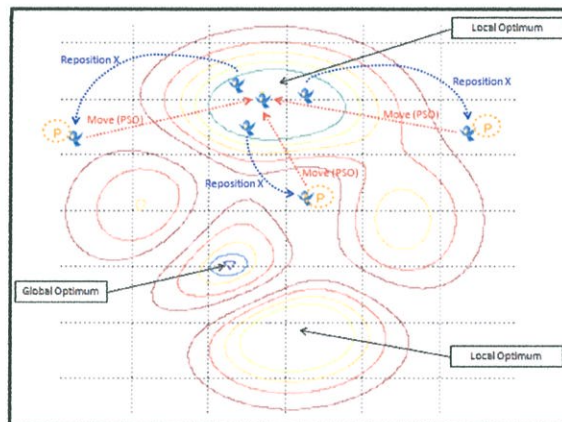 Local Optimum
Reposition X
Reposition X
Move (PSO)
Move (PSO)
P
P
Reposition X
Move (PSO)
P
Global Optimum
Local Optimum